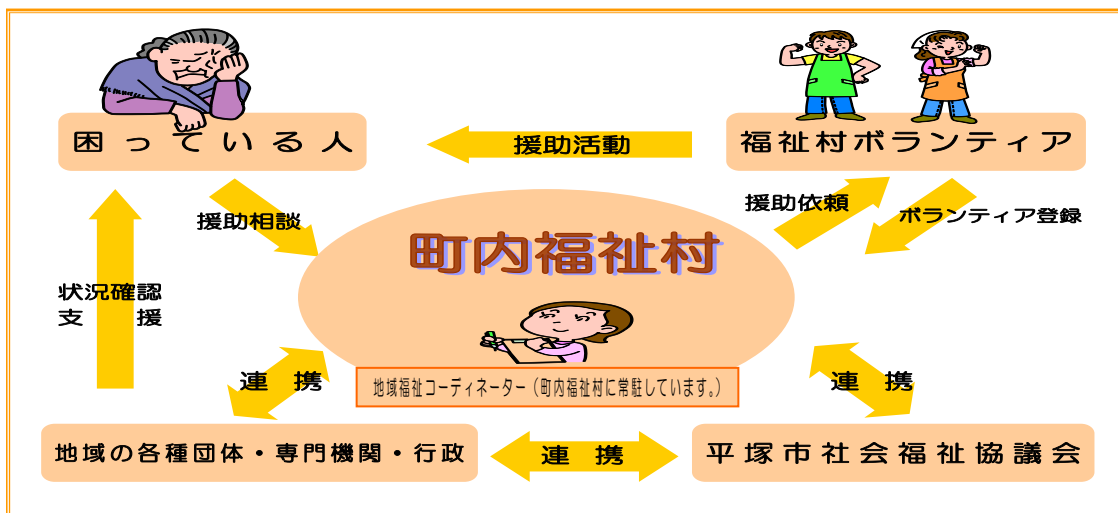 困っている人
援助活動
福祉村ボランティア
援助相談
援助依頼
ボランティア登録
町内福祉村
状況確認
支援
地域福祉コーディネーター（町内福祉村に常駐しています。）
連携
連携
地域の各種団体・専門機関・行政
連携
平塚市社会福祉協議会